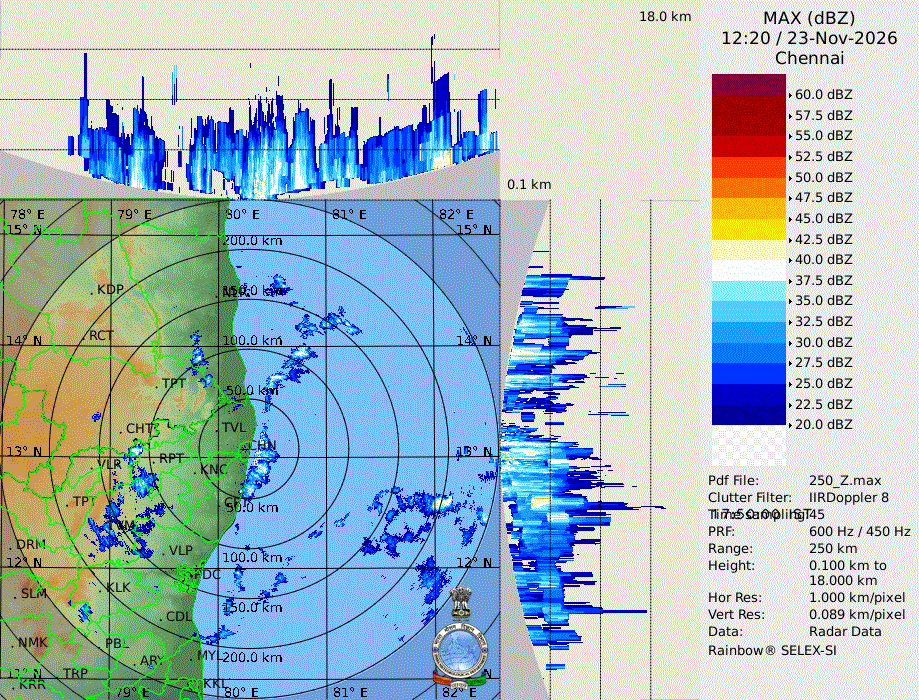 18.0 km
0.1 km
MAX (dBZ)
12:20 / 23-Nov-2026
Chennai
60.0 dBZ
57.5 dBZ
55.0 dBZ
52.5 dBZ
50.0 dBZ
47.5 dBZ
45.0 dBZ
42.5 dBZ
40.0 dBZ
37.5 dBZ
35.0 dBZ
32.5 dBZ
30.0 dBZ
27.5 dBZ
25.0 dBZ
22.5 dBZ
20.0 dBZ
Pdf File: 250_Z.max
Clutter Filter: IIRDoppler 8
Time sampling: 45
17:50:00 IST
PRF: 600 Hz / 450 Hz
Range: 250 km
Height: 0.100 km to
18.000 km
Hor Res: 1.000 km/pixel
Vert Res: 0.089 km/pixel
Data: Radar Data
Rainbow® SELEX-SI
78° E 79° E 80° E 81° E 82° E
15° N 15° N
200.0 km
KDP
150.0 km
RCT
14° N 100.0 km 14° N
TPT
50.0 km
CHT TVL
CHN
13° N 13° N
VLR RPT
KNC
TPT
50.0 km
TVM
DRM VLP
100.0 km
12° N 12° N
PDC
SLM KLK
150.0 km
CDL
NMK PBL
ARY MYL 200.0 km
TRP
KRR KKL
79° E 80° E 81° E 82° E